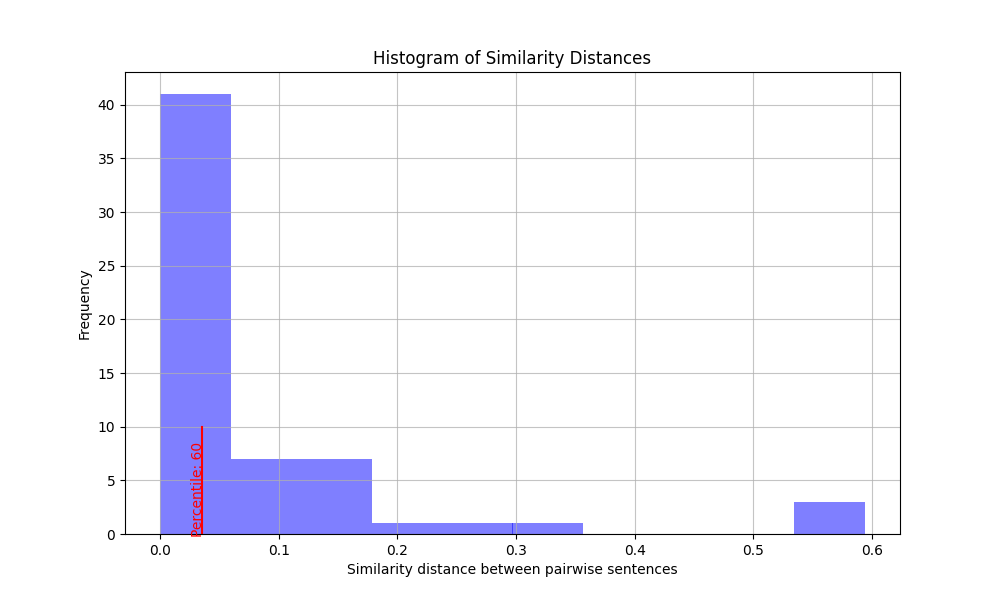 Histogram of Similarity Distances
Frequency
40
35
30
25
20
15
10
5
0
Percentile: 60
0.0 0.1 0.2 0.3 0.4 0.5 0.6
Similarity distance between pairwise sentences